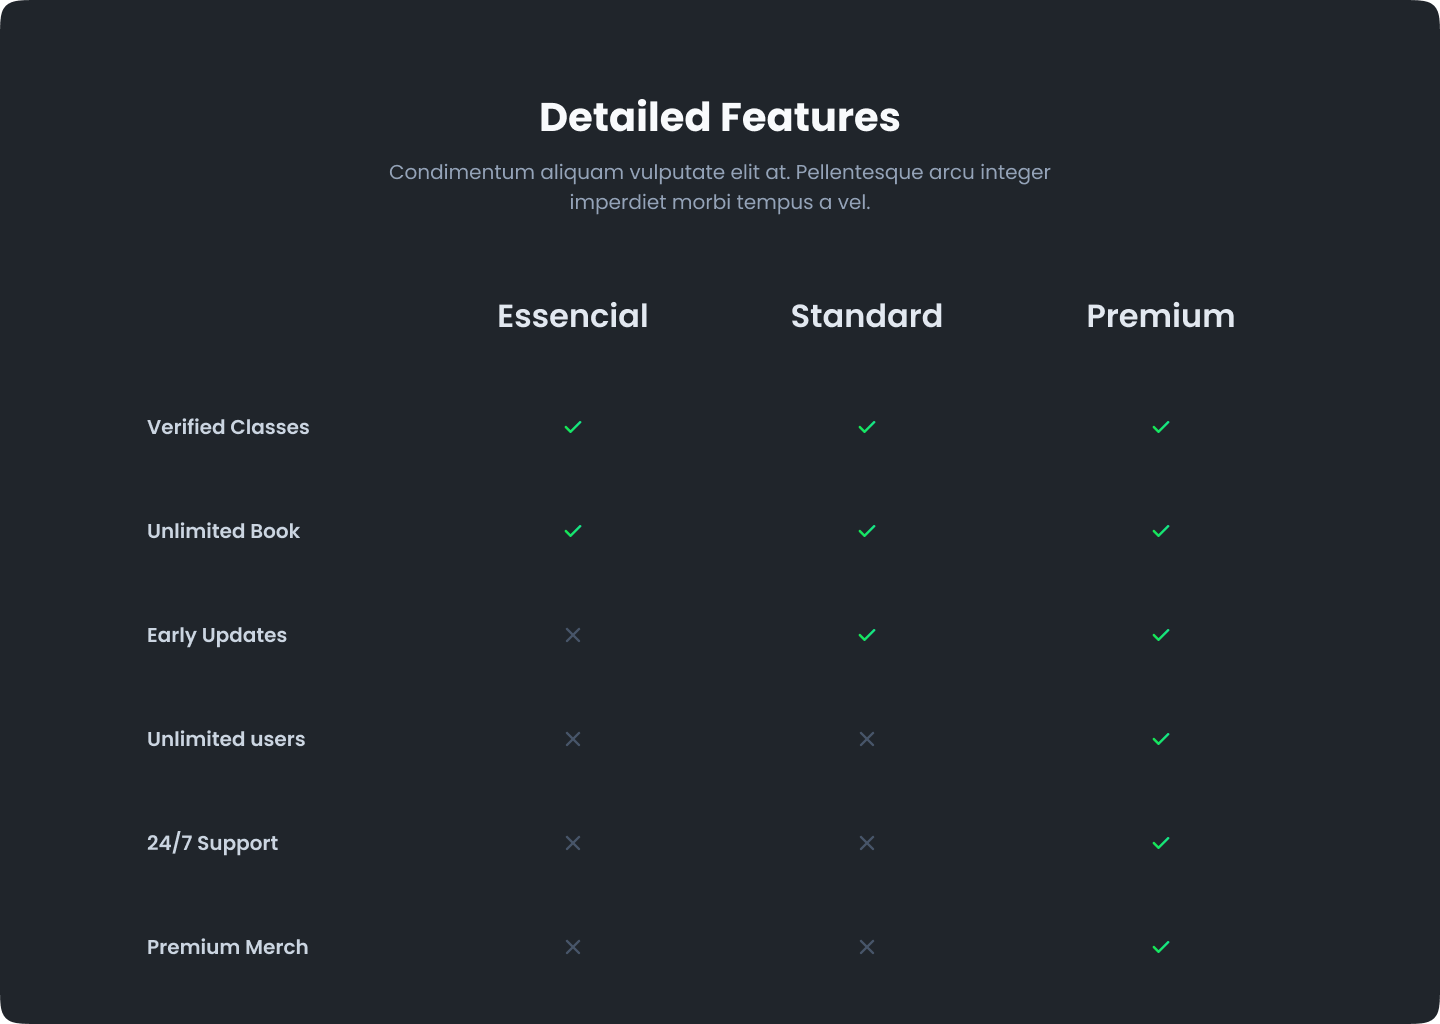 Detailed Features
Condimentum aliquam vulputate elit at. Pellentesque arcu integer
imperdiet morbi tempus a vel.
Essencial Standard Premium
Verified Classes
Unlimited Book
Early Updates
Unlimited users
24/7 Support
Premium Merch